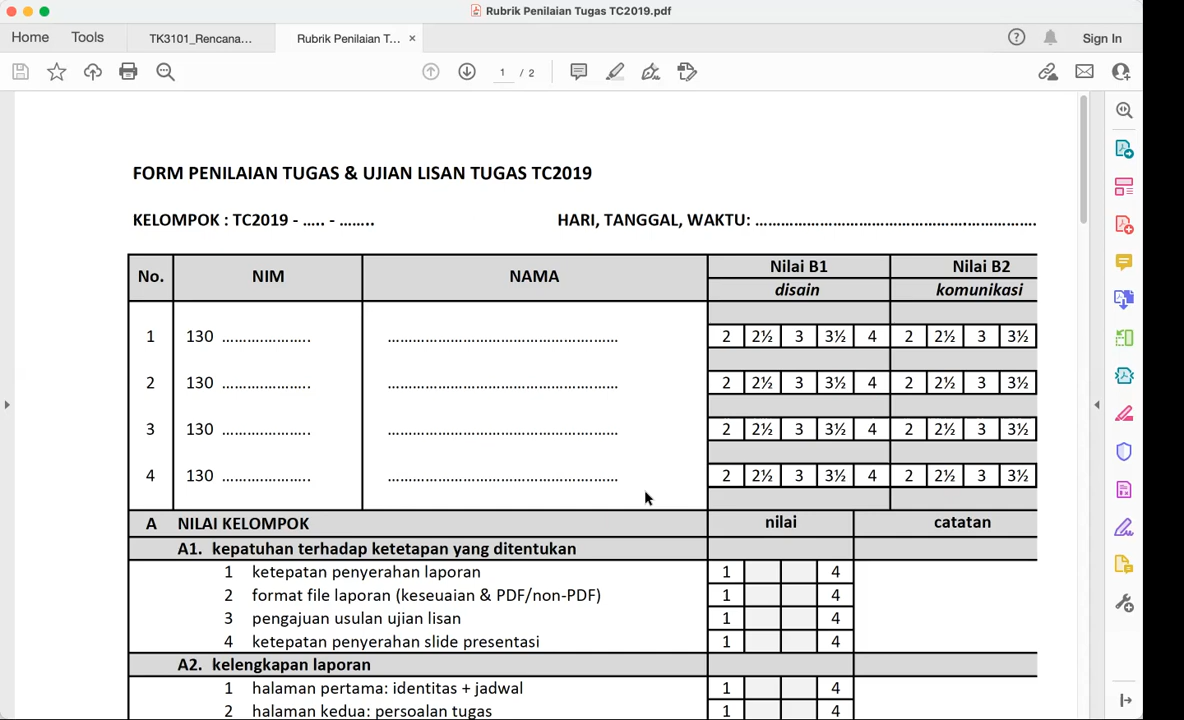 Rubrik Penilaian Tugas TC2019.pdf
Home Tools TK3101_Rencana... Rubrik Penilaian T... × Sign In
1 / 2
FORM PENILAIAN TUGAS & UJIAN LISAN TUGAS TC2019
KELOMPOK : TC2019 - ..... - ........ HARI, TANGGAL, WAKTU: ......................................................
No. NIM NAMA Nilai B1 Nilai B2
disain komunikasi
1 130 ..................... ...................................................... 2 2½ 3 3½ 4 2 2½ 3 3½
2 130 ..................... ...................................................... 2 2½ 3 3½ 4 2 2½ 3 3½
3 130 ..................... ...................................................... 2 2½ 3 3½ 4 2 2½ 3 3½
4 130 ..................... ...................................................... 2 2½ 3 3½ 4 2 2½ 3 3½
A NILAI KELOMPOK nilai catatan
A1. kepatuhan terhadap ketetapan yang ditentukan
1 ketepatan penyerahan laporan 1 4
2 format file laporan (keseuaian & PDF/non-PDF) 1 4
3 pengajuan usulan ujian lisan 1 4
4 ketepatan penyerahan slide presentasi 1 4
A2. kelengkapan laporan
1 halaman pertama: identitas + jadwal 1 4
2 halaman kedua: persoalan tugas 1 4